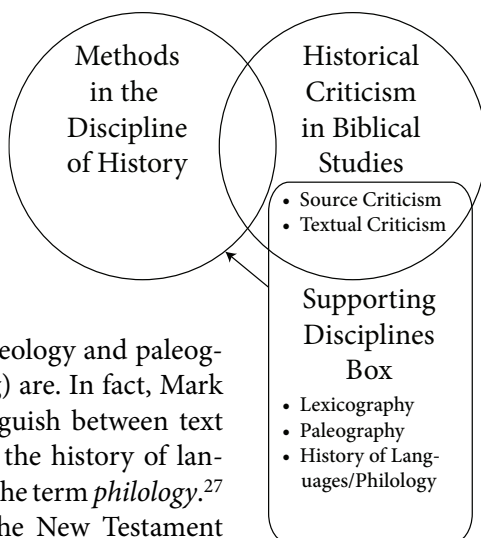 Methods
in the
Discipline
of History
Historical
Criticism
in Biblical
Studies
• Source Criticism
• Textual Criticism
Supporting
Disciplines
Box
• Lexicography
• Paleography
• History of Lang-
uages/Philology
eology and paleog-
) are. In fact, Mark
guish between text
the history of lan-
he term philology.27
he New Testament